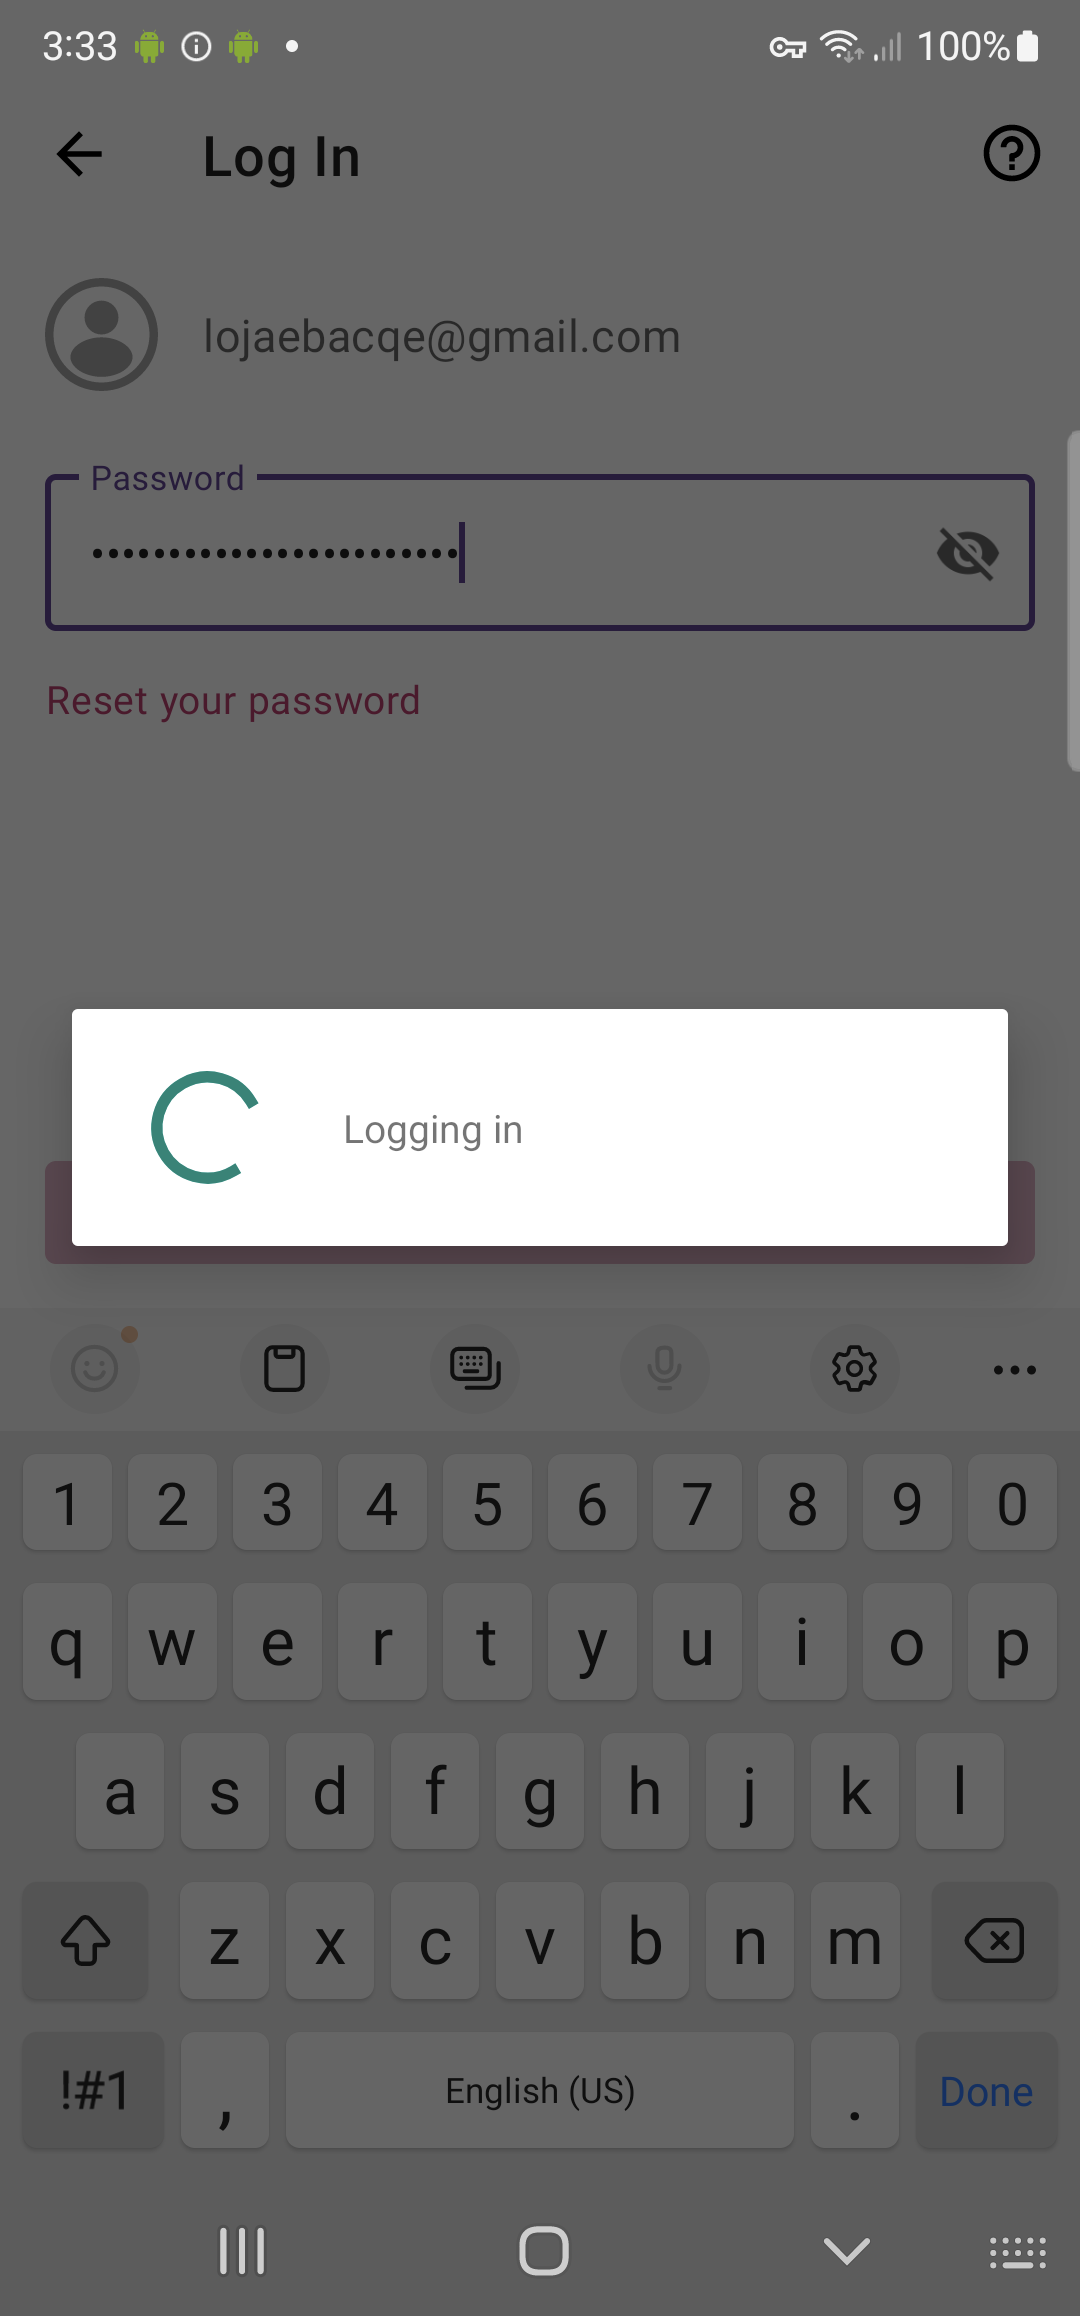 3:33 100%
Log In
lojaebacqe@gmail.com
Password
Reset your password
Logging in
1 2 3 4 5 6 7 8 9 0
q w e r t y u i o p
a s d f g h j k l
z x c v b n m
!#1 , English (US) . Done